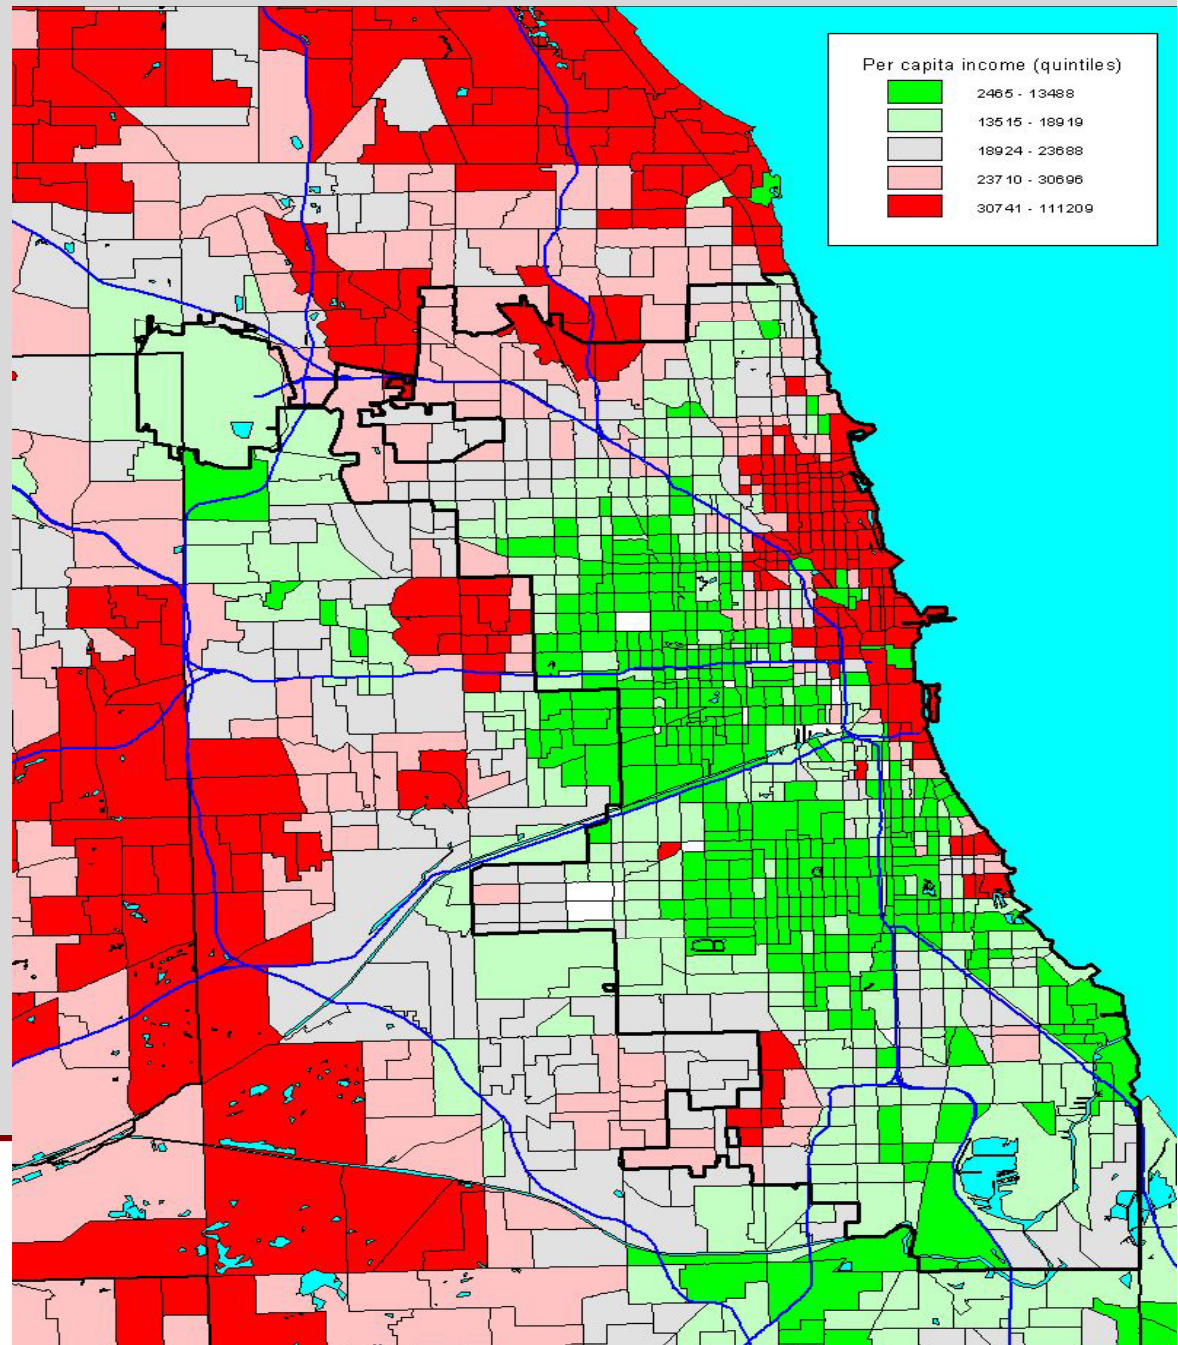 Per capita income (quintiles)
2465 - 13488
13515 - 18919
18924 - 23688
23710 - 30696
30741 - 111209